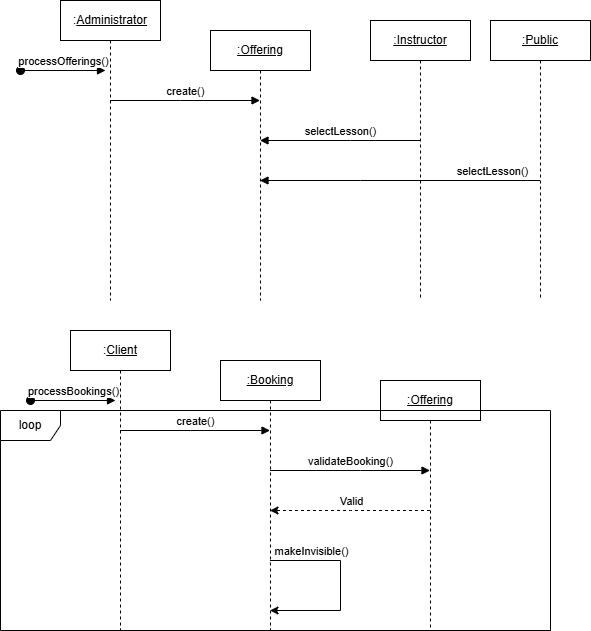 :Administrator
:Offering
:Instructor
:Public
processOfferings()
create()
selectLesson()
selectLesson()
:Client
:Booking
:Offering
processBookings()
loop
create()
validateBooking()
Valid
makeInvisible()